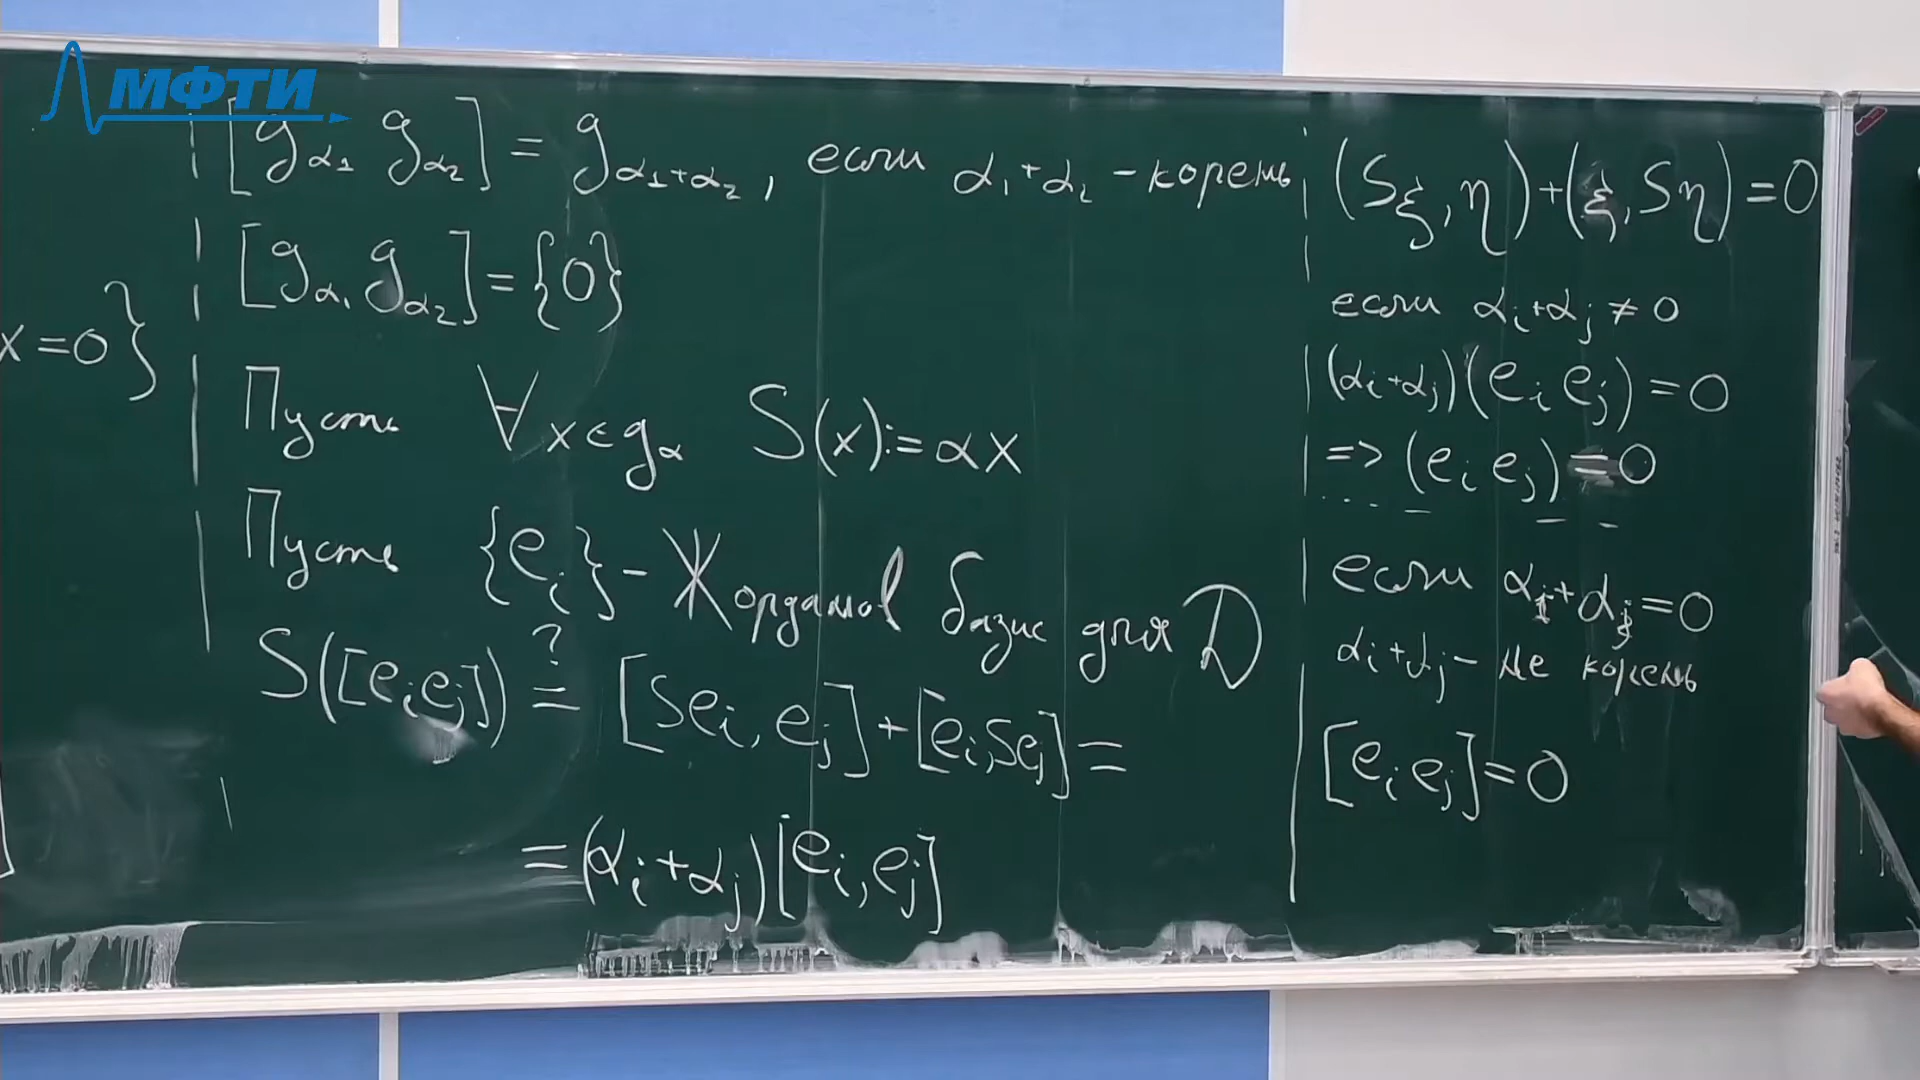 МФТИ
x = 0}
[g_{α₁} g_{α₂}] = g_{α₁+α₂}, если α₁+α₂ - корень
[g_{α₁} g_{α₂}] = {0}
Пусть ∀x∈g_α S(x) := αx
Пусть {e_i} - Жорданов базис для D
S([e_i e_j]) ?= [Se_i, e_j] + [e_i, Se_j] =
= (α_i + α_j)[e_i, e_j]
(Sξ, η) + (ξ, Sη) = 0
если α_i + α_j ≠ 0
(α_i + α_j)(e_i e_j) = 0
=> (e_i e_j) = 0
если α_i + α_j = 0
α_i + α_j - не корень
[e_i e_j] = 0